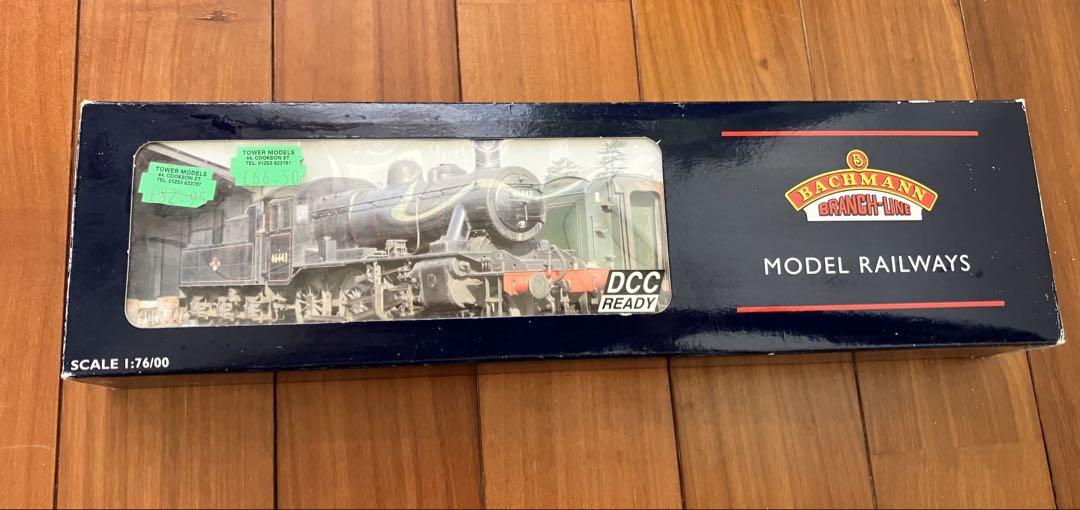 TOWER MODELS
44, COOKSON ST.
TEL: 01253 623797
£66.50
TOWER MODELS
44, COOKSON ST.
TEL: 01253 623797
46443
DCC
READY
SCALE 1:76/00
B
BACHMANN
BRANCH-LINE
MODEL RAILWAYS